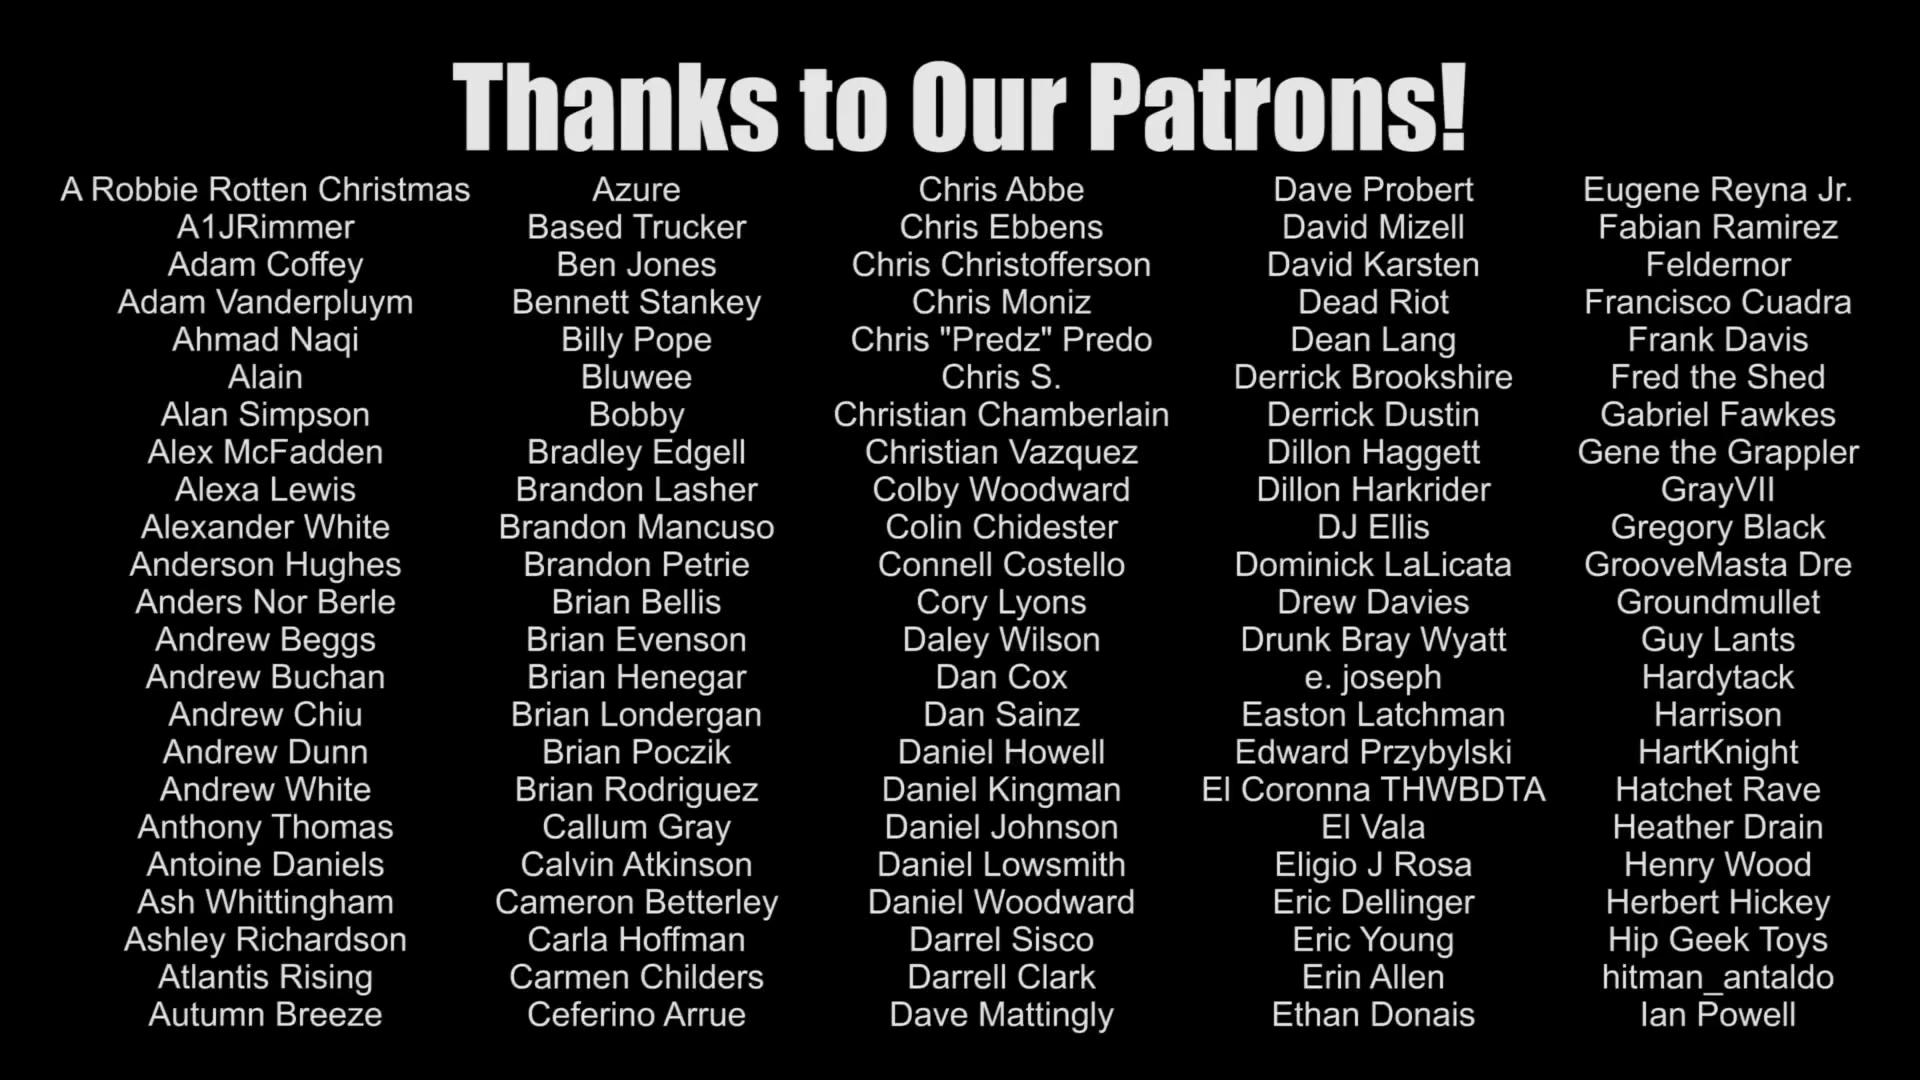 Thanks to Our Patrons!
A Robbie Rotten Christmas
A1JRimmer
Adam Coffey
Adam Vanderpluym
Ahmad Naqi
Alain
Alan Simpson
Alex McFadden
Alexa Lewis
Alexander White
Anderson Hughes
Anders Nor Berle
Andrew Beggs
Andrew Buchan
Andrew Chiu
Andrew Dunn
Andrew White
Anthony Thomas
Antoine Daniels
Ash Whittingham
Ashley Richardson
Atlantis Rising
Autumn Breeze
Azure
Based Trucker
Ben Jones
Bennett Stankey
Billy Pope
Bluwee
Bobby
Bradley Edgell
Brandon Lasher
Brandon Mancuso
Brandon Petrie
Brian Bellis
Brian Evenson
Brian Henegar
Brian Londergan
Brian Poczik
Brian Rodriguez
Callum Gray
Calvin Atkinson
Cameron Betterley
Carla Hoffman
Carmen Childers
Ceferino Arrue
Chris Abbe
Chris Ebbens
Chris Christofferson
Chris Moniz
Chris "Predz" Predo
Chris S.
Christian Chamberlain
Christian Vazquez
Colby Woodward
Colin Chidester
Connell Costello
Cory Lyons
Daley Wilson
Dan Cox
Dan Sainz
Daniel Howell
Daniel Kingman
Daniel Johnson
Daniel Lowsmith
Daniel Woodward
Darrel Sisco
Darrell Clark
Dave Mattingly
Dave Probert
David Mizell
David Karsten
Dead Riot
Dean Lang
Derrick Brookshire
Derrick Dustin
Dillon Haggett
Dillon Harkrider
DJ Ellis
Dominick LaLicata
Drew Davies
Drunk Bray Wyatt
e. joseph
Easton Latchman
Edward Przybylski
El Coronna THWBDTA
El Vala
Eligio J Rosa
Eric Dellinger
Eric Young
Erin Allen
Ethan Donais
Eugene Reyna Jr.
Fabian Ramirez
Feldernor
Francisco Cuadra
Frank Davis
Fred the Shed
Gabriel Fawkes
Gene the Grappler
GrayVII
Gregory Black
GrooveMasta Dre
Groundmullet
Guy Lants
Hardytack
Harrison
HartKnight
Hatchet Rave
Heather Drain
Henry Wood
Herbert Hickey
Hip Geek Toys
hitman_antaldo
Ian Powell